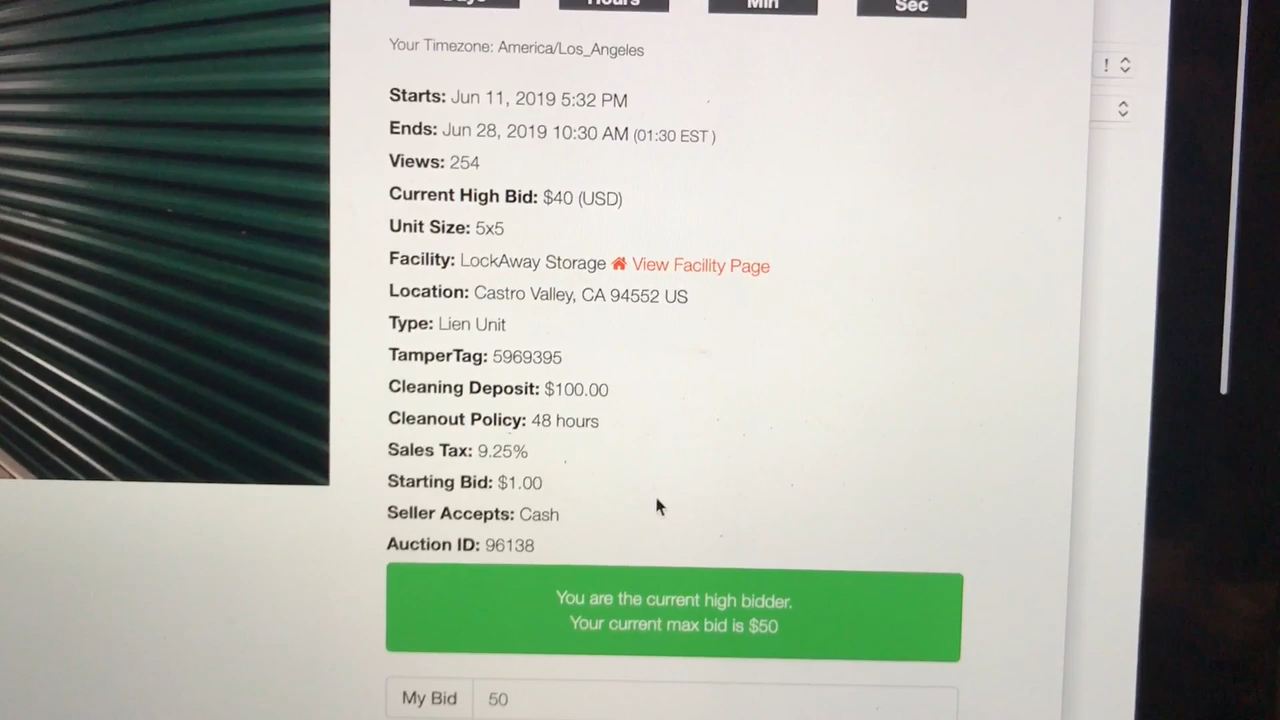 Days Hours Min Sec
Your Timezone: America/Los_Angeles
Starts: Jun 11, 2019 5:32 PM
Ends: Jun 28, 2019 10:30 AM (01:30 EST )
Views: 254
Current High Bid: $40 (USD)
Unit Size: 5x5
Facility: LockAway Storage View Facility Page
Location: Castro Valley, CA 94552 US
Type: Lien Unit
TamperTag: 5969395
Cleaning Deposit: $100.00
Cleanout Policy: 48 hours
Sales Tax: 9.25%
Starting Bid: $1.00
Seller Accepts: Cash
Auction ID: 96138
You are the current high bidder.
Your current max bid is $50
My Bid 50